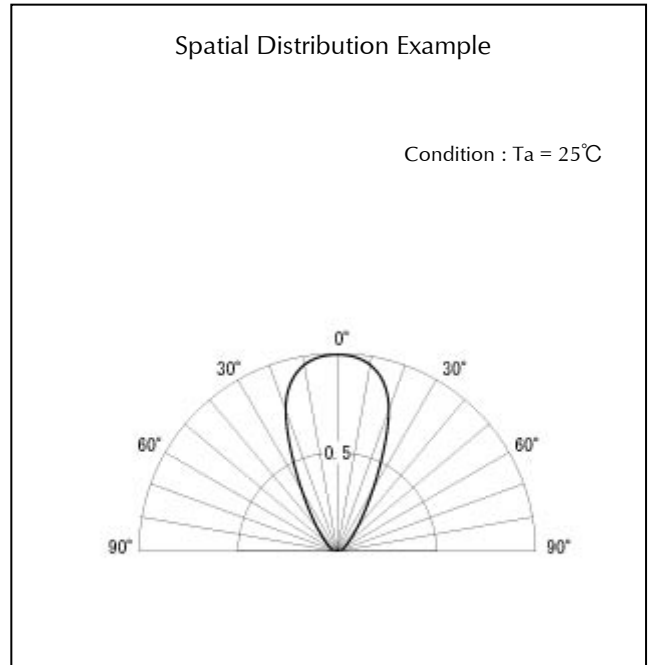 Spatial Distribution Example
Condition : Ta = 25℃
0°
30° 30°
60° 0. 5 60°
90° 90°